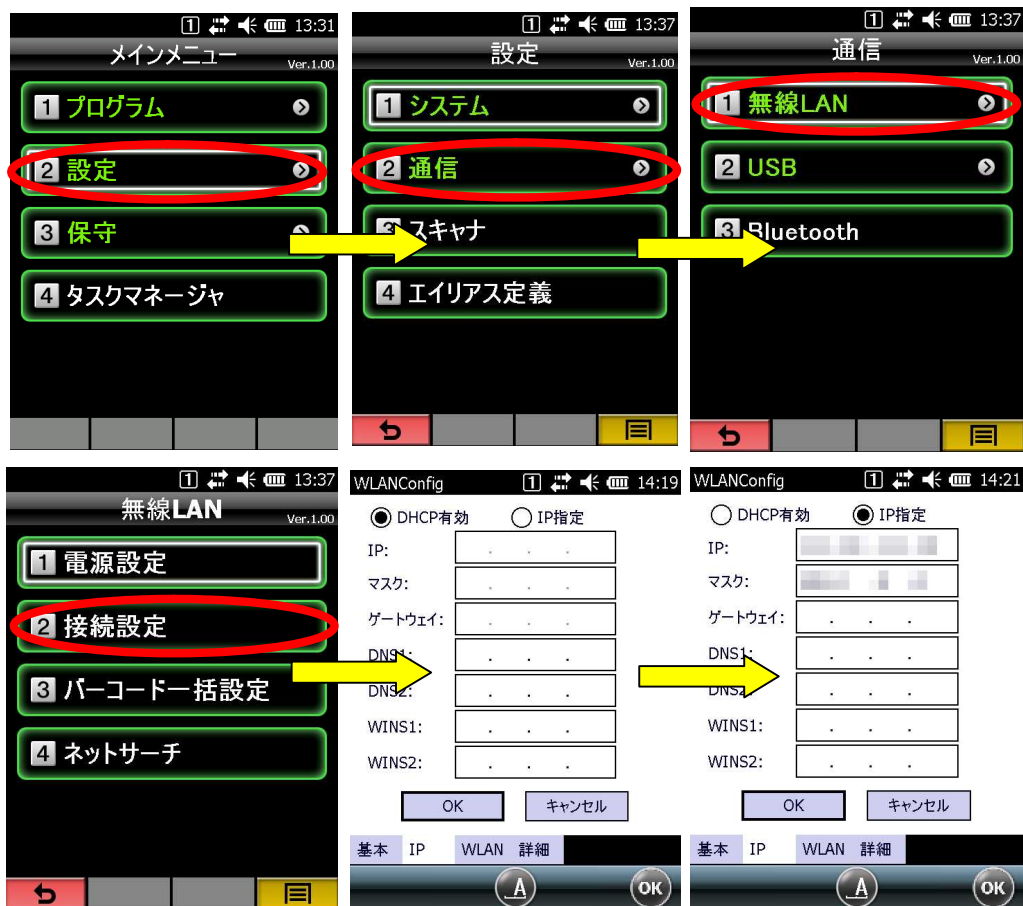 1 13:31
メインメニュー
Ver.1.00
1 プログラム
2 設定
3 保守
4 タスクマネージャ
1 13:37
設定
Ver.1.00
1 システム
2 通信
3 スキャナ
4 エイリアス定義
1 13:37
通信
Ver.1.00
1 無線LAN
2 USB
3 Bluetooth
1 13:37
無線LAN
Ver.1.00
1 電源設定
2 接続設定
3 バーコード一括設定
4 ネットサーチ
WLANConfig 1 14:19
DHCP有効 IP指定
IP:
マスク:
ゲートウェイ:
DNS1:
DNS2:
WINS1:
WINS2:
OK キャンセル
基本 IP WLAN 詳細
A OK
WLANConfig 1 14:21
DHCP有効 IP指定
IP:
マスク:
ゲートウェイ:
DNS1:
DNS2:
WINS1:
WINS2:
OK キャンセル
基本 IP WLAN 詳細
A OK